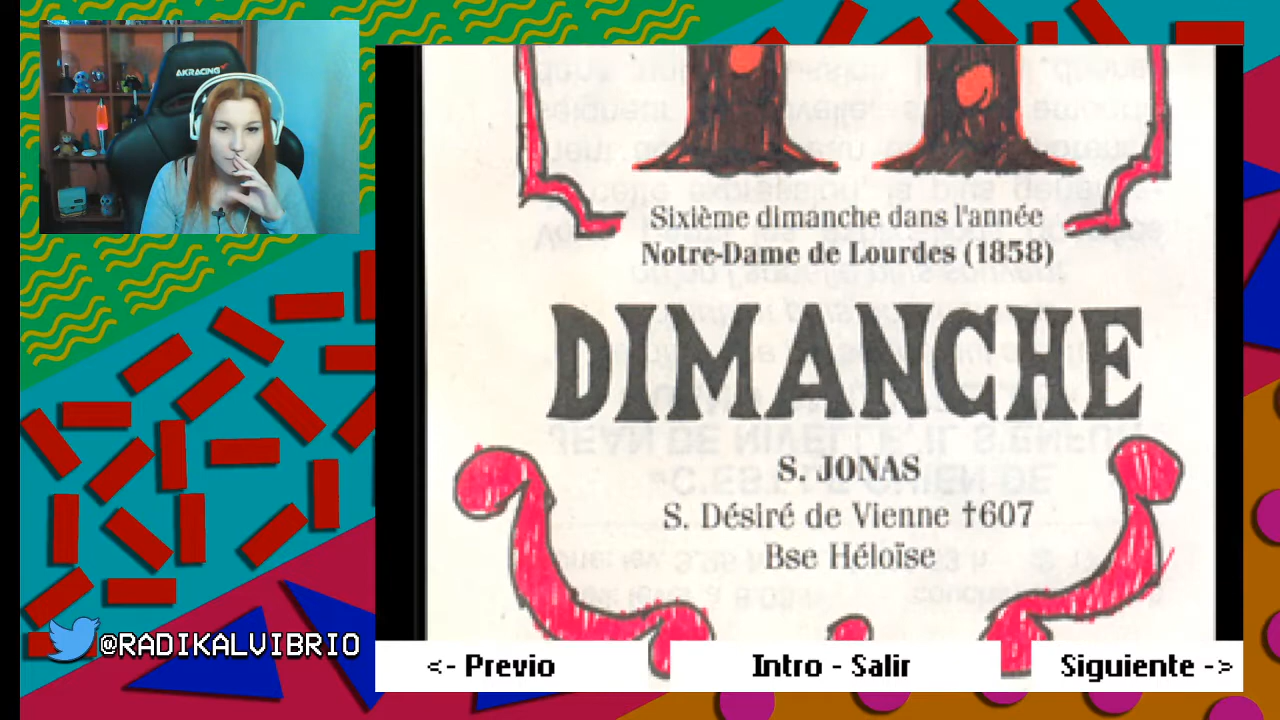 AKRACING
Sixième dimanche dans l'année
Notre-Dame de Lourdes (1858)
DIMANCHE
S. JONAS
S. Désiré de Vienne †607
Bse Héloïse
<- Previo
Intro - Salir
Siguiente ->
@RADIKALVIBRIO